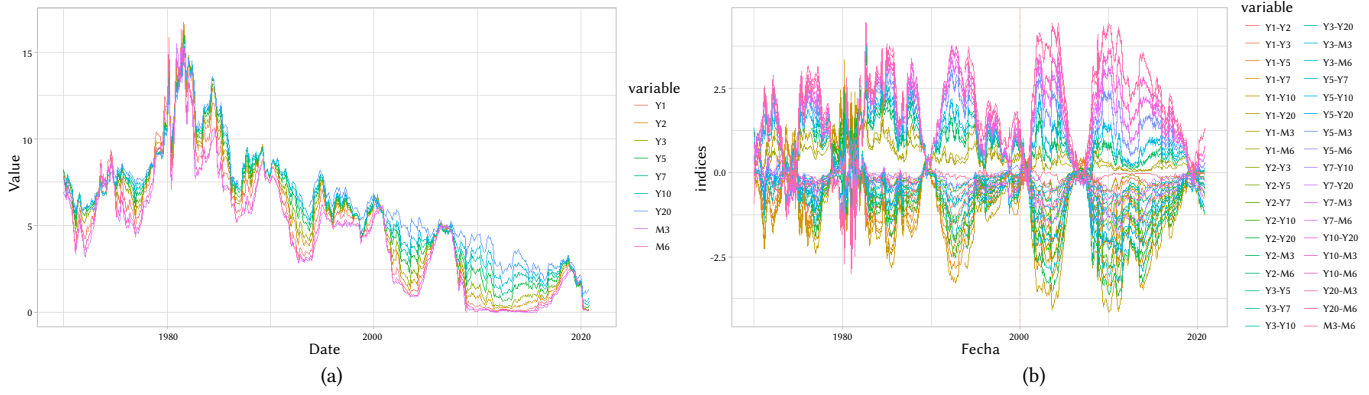 variable
15
10
5
0
Value
1980
2000
2020
Date
Y1
Y2
Y3
Y5
Y7
Y10
Y20
M3
M6
(a)
variable
2.5
0.0
-2.5
indices
1980
2000
2020
Fecha
Y1-Y2
Y1-Y3
Y1-Y5
Y1-Y7
Y1-Y10
Y1-Y20
Y1-M3
Y1-M6
Y2-Y3
Y2-Y5
Y2-Y7
Y2-Y10
Y2-Y20
Y2-M3
Y2-M6
Y3-Y5
Y3-Y7
Y3-Y10
Y3-Y20
Y3-M3
Y3-M6
Y5-Y7
Y5-Y10
Y5-Y20
Y5-M3
Y5-M6
Y7-Y10
Y7-Y20
Y7-M3
Y7-M6
Y10-Y20
Y10-M3
Y10-M6
Y20-M3
Y20-M6
M3-M6
(b)